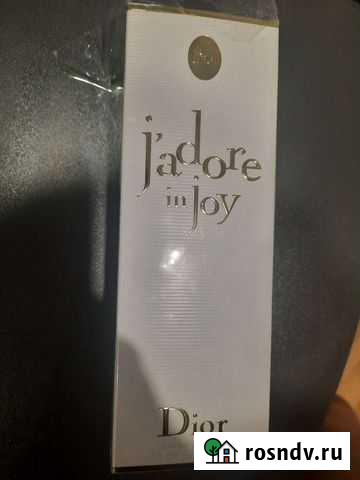 j'adore
in joy
Dior
rosndv.ru